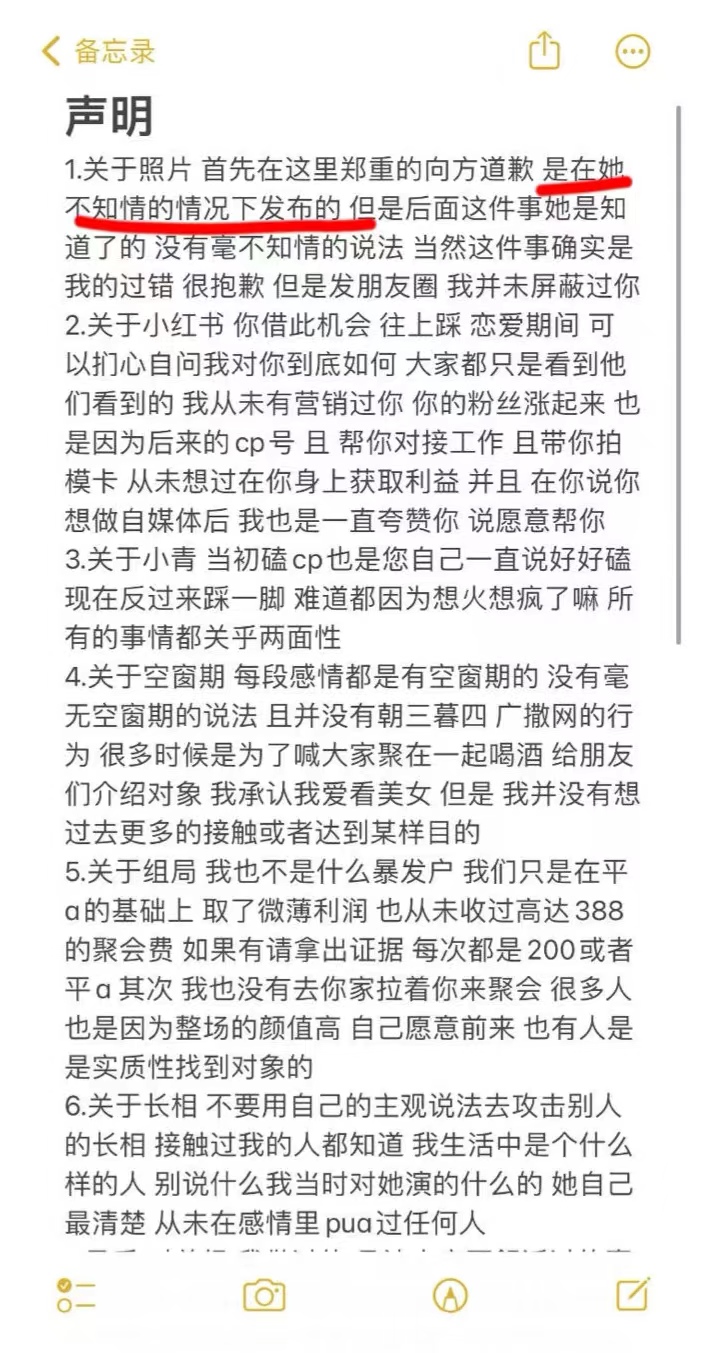 备忘录
声明
1.关于照片 首先在这里郑重的向方道歉 是在她
不知情的情况下发布的 但是后面这件事她是知
道了的 没有毫不知情的说法 当然这件事确实是
我的过错 很抱歉 但是发朋友圈 我并未屏蔽过你
2.关于小红书 你借此机会 往上踩 恋爱期间 可
以扪心自问我对你到底如何 大家都只是看到他
们看到的 我从未有营销过你 你的粉丝涨起来 也
是因为后来的cp号 且 帮你对接工作 且带你拍
模卡 从未想过在你身上获取利益 并且 在你说你
想做自媒体后 我也是一直夸赞你 说愿意帮你
3.关于小青 当初磕cp也是您自己一直说好好磕
现在反过来踩一脚 难道都因为想火想疯了嘛 所
有的事情都关乎两面性
4.关于空窗期 每段感情都是有空窗期的 没有毫
无空窗期的说法 且并没有朝三暮四 广撒网的行
为 很多时候是为了喊大家聚在一起喝酒 给朋友
们介绍对象 我承认我爱看美女 但是 我并没有想
过去更多的接触或者达到某样目的
5.关于组局 我也不是什么暴发户 我们只是在平
a的基础上 取了微薄利润 也从未收过高达388
的聚会费 如果有请拿出证据 每次都是200或者
平a 其次 我也没有去你家拉着你来聚会 很多人
也是因为整场的颜值高 自己愿意前来 也有人是
是实质性找到对象的
6.关于长相 不要用自己的主观说法去攻击别人
的长相 接触过我的人都知道 我生活中是个什么
样的人 别说什么我当时对她演的什么的 她自己
最清楚 从未在感情里pua过任何人